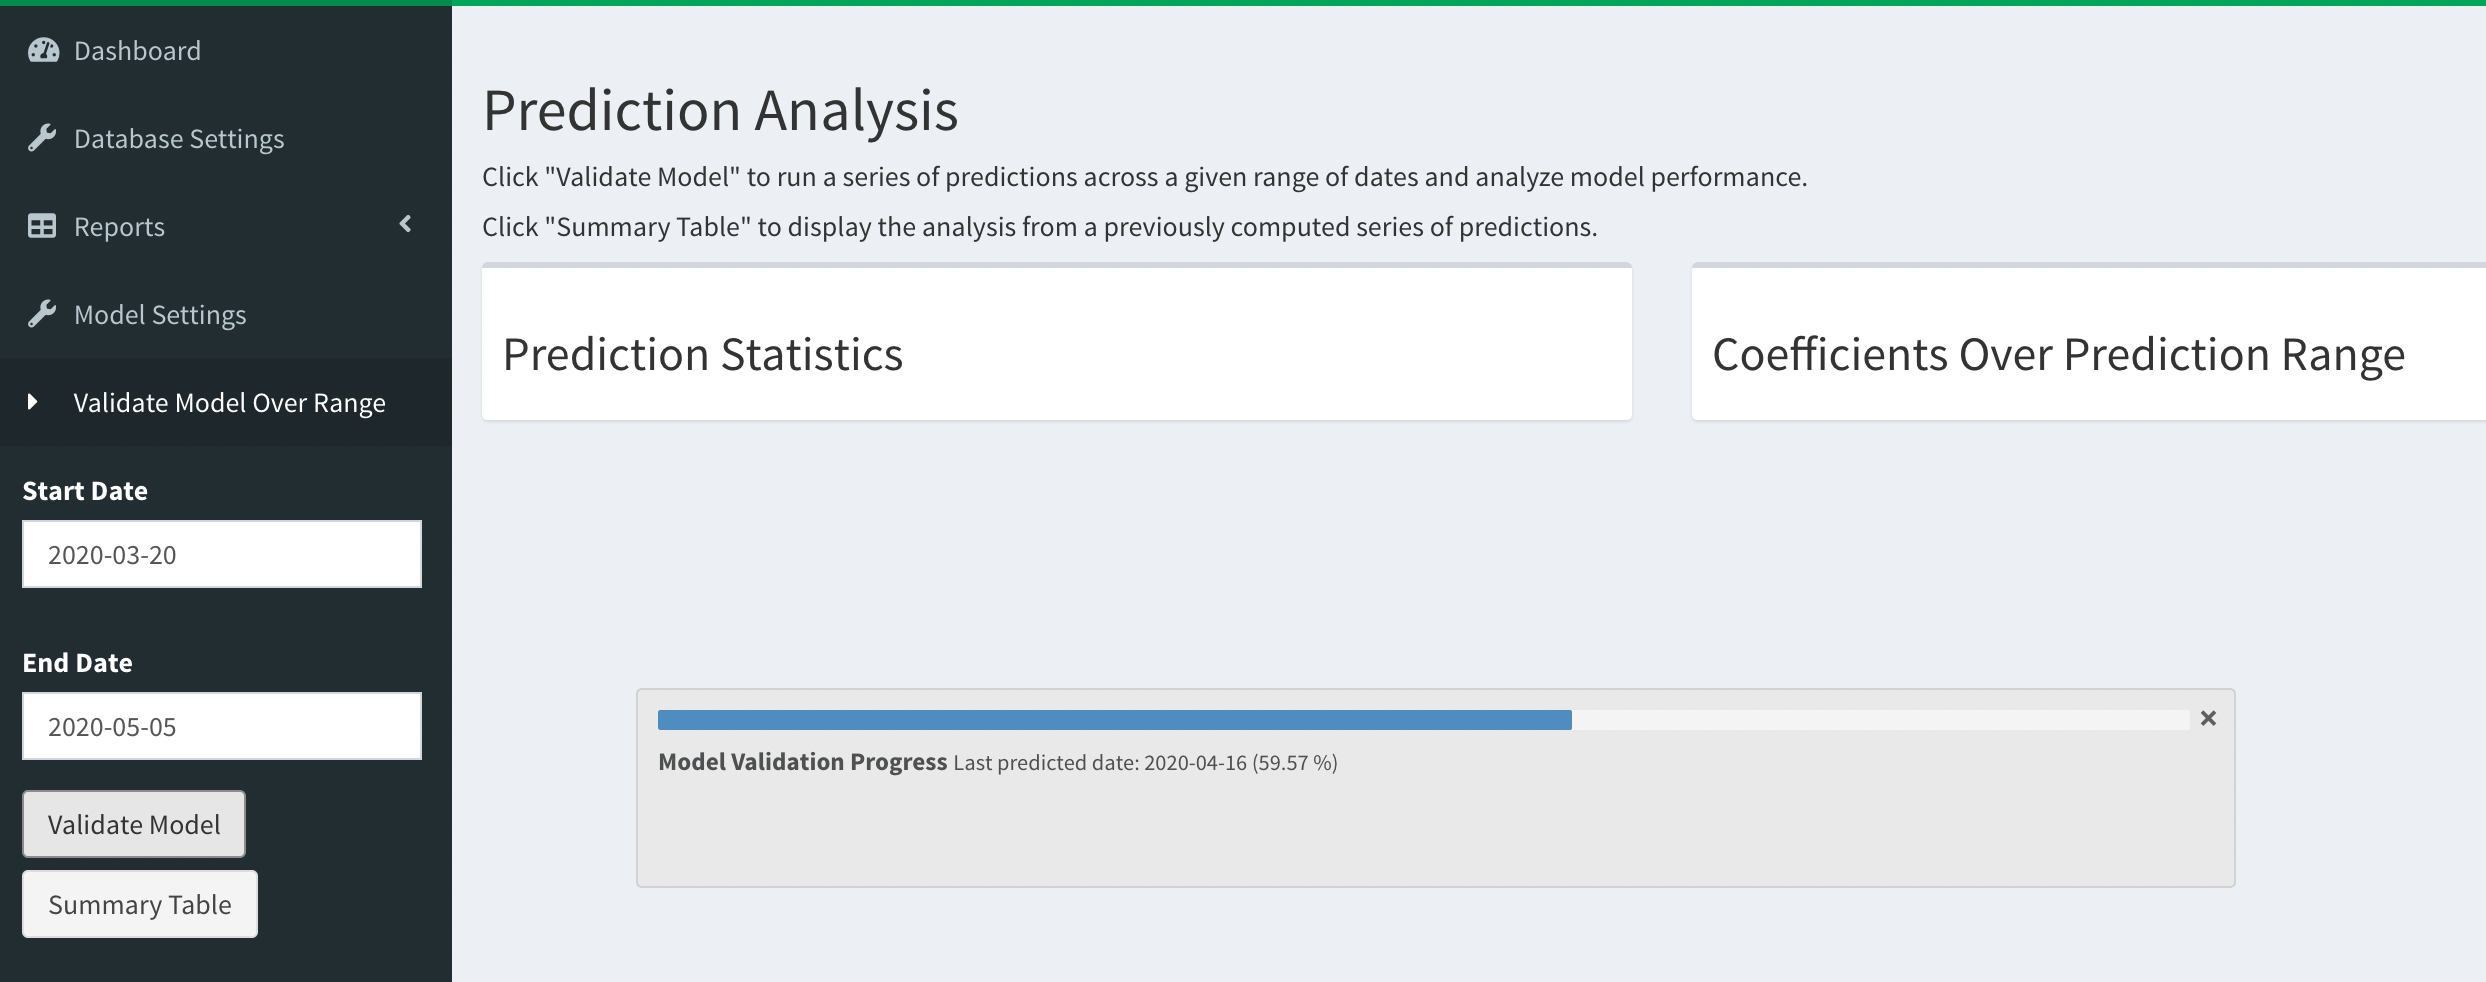 Dashboard
Database Settings
Reports
Model Settings
Validate Model Over Range
Start Date
2020-03-20
End Date
2020-05-05
Validate Model
Summary Table
Prediction Analysis
Click "Validate Model" to run a series of predictions across a given range of dates and analyze model performance.
Click "Summary Table" to display the analysis from a previously computed series of predictions.
Prediction Statistics
Coefficients Over Prediction Range
Model Validation Progress Last predicted date: 2020-04-16 (59.57 %)